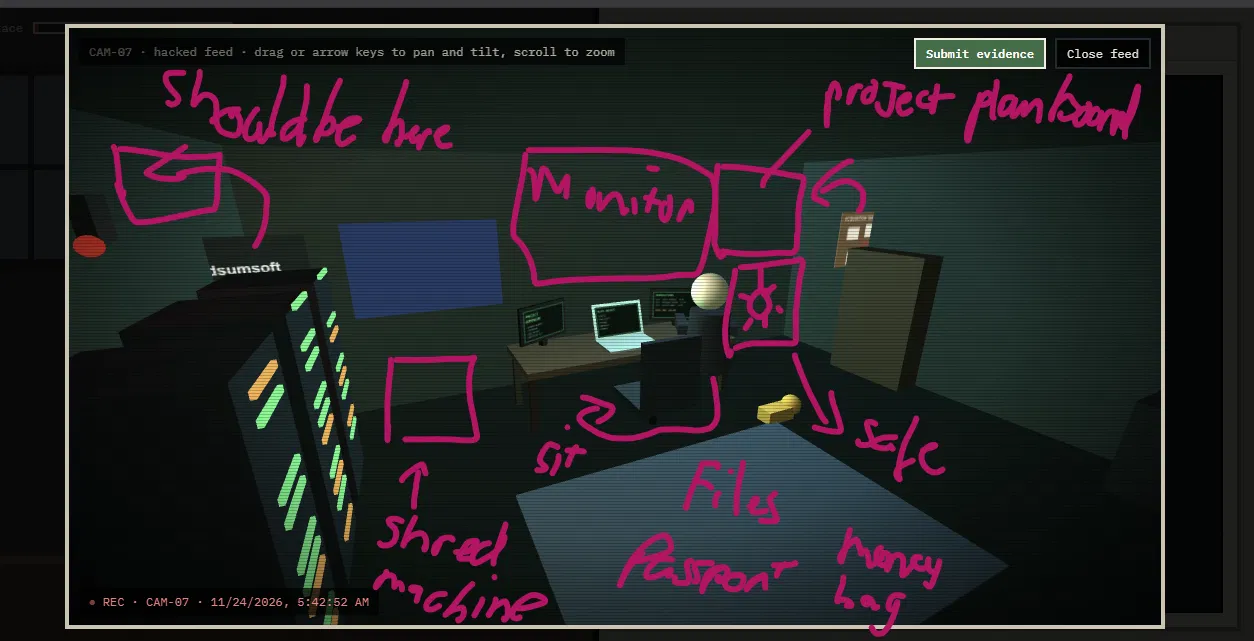 CAM-07 · hacked feed · drag or arrow keys to pan and tilt, scroll to zoom
Submit evidence
Close feed
Should be here
project plan board
Monitor
isumsoft
sit
safe
shred
machine
Files
Passport
money
bag
REC · CAM-07 · 11/24/2026, 5:42:52 AM